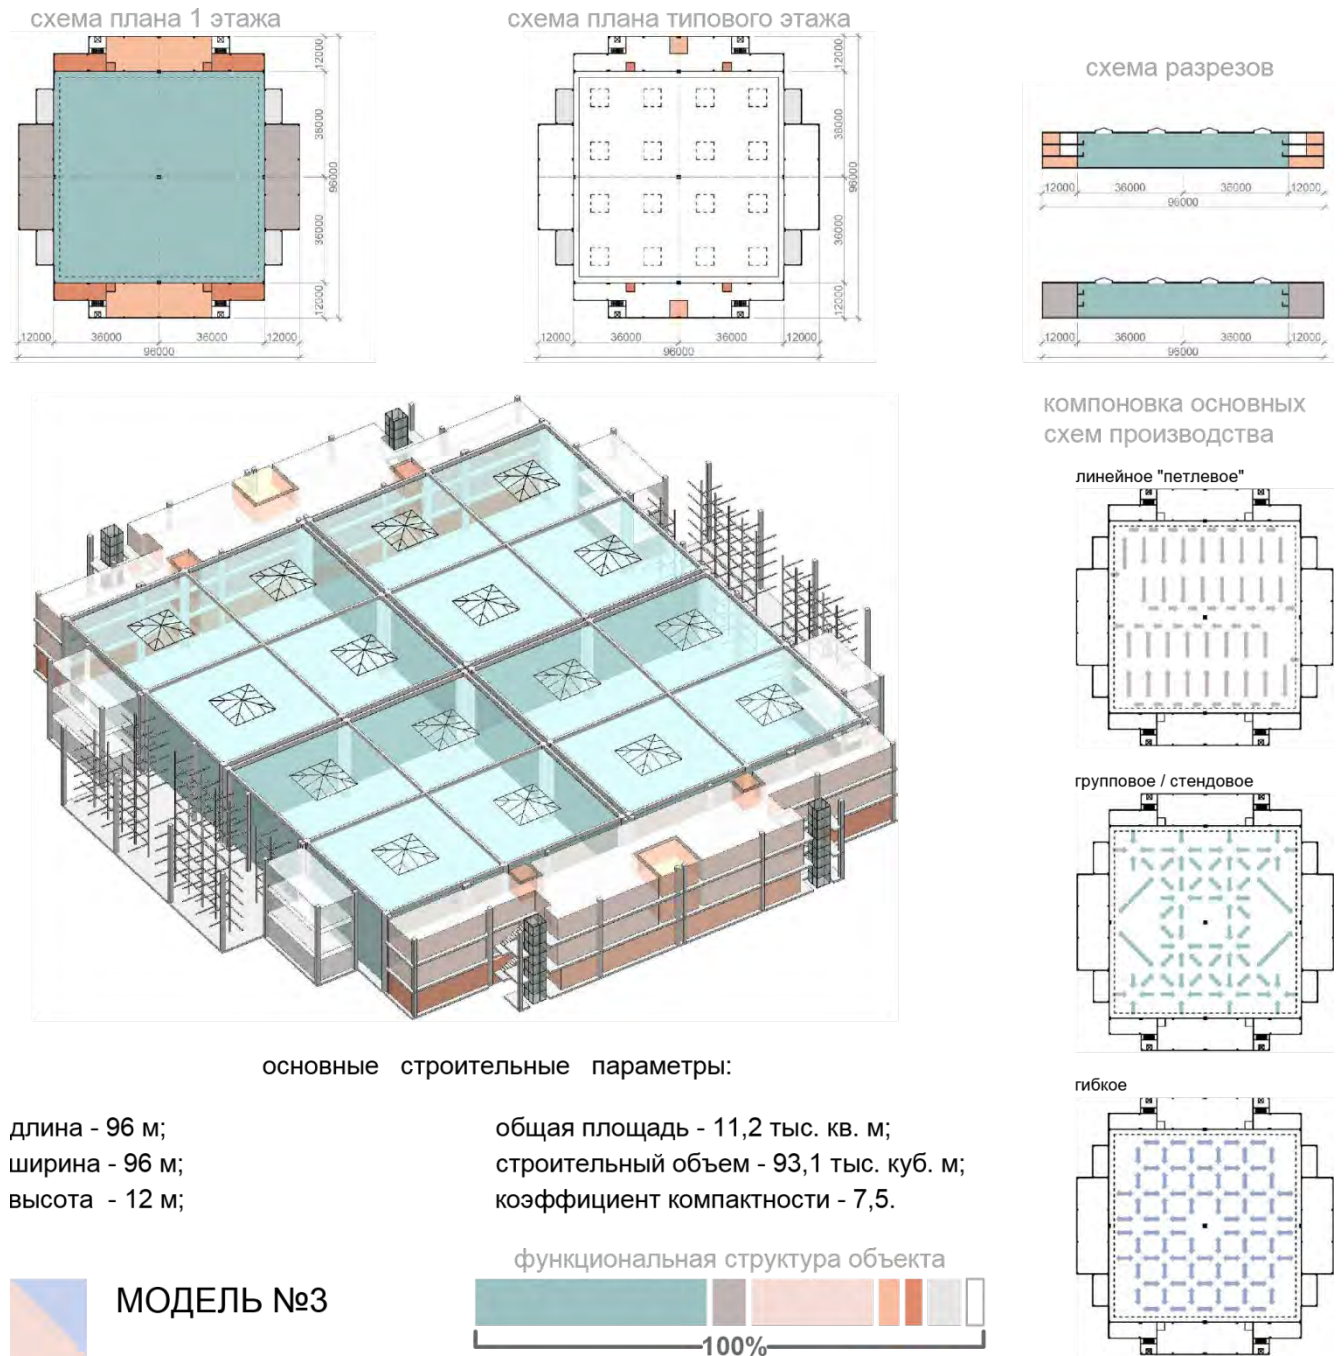 схема плана 1 этажа
12000
36000
36000
12000
96000
12000
36000
36000
12000
96000
схема плана типового этажа
12000
36000
36000
12000
96000
12000
36000
36000
12000
96000
схема разрезов
12000
36000
36000
12000
96000
12000
36000
36000
12000
96000
компоновка основных
схем производства
линейное "петлевое"
групповое / стендовое
гибкое
основные строительные параметры:
длина - 96 м;
ширина - 96 м;
высота - 12 м;
общая площадь - 11,2 тыс. кв. м;
строительный объем - 93,1 тыс. куб. м;
коэффициент компактности - 7,5.
МОДЕЛЬ №3
функциональная структура объекта
100%